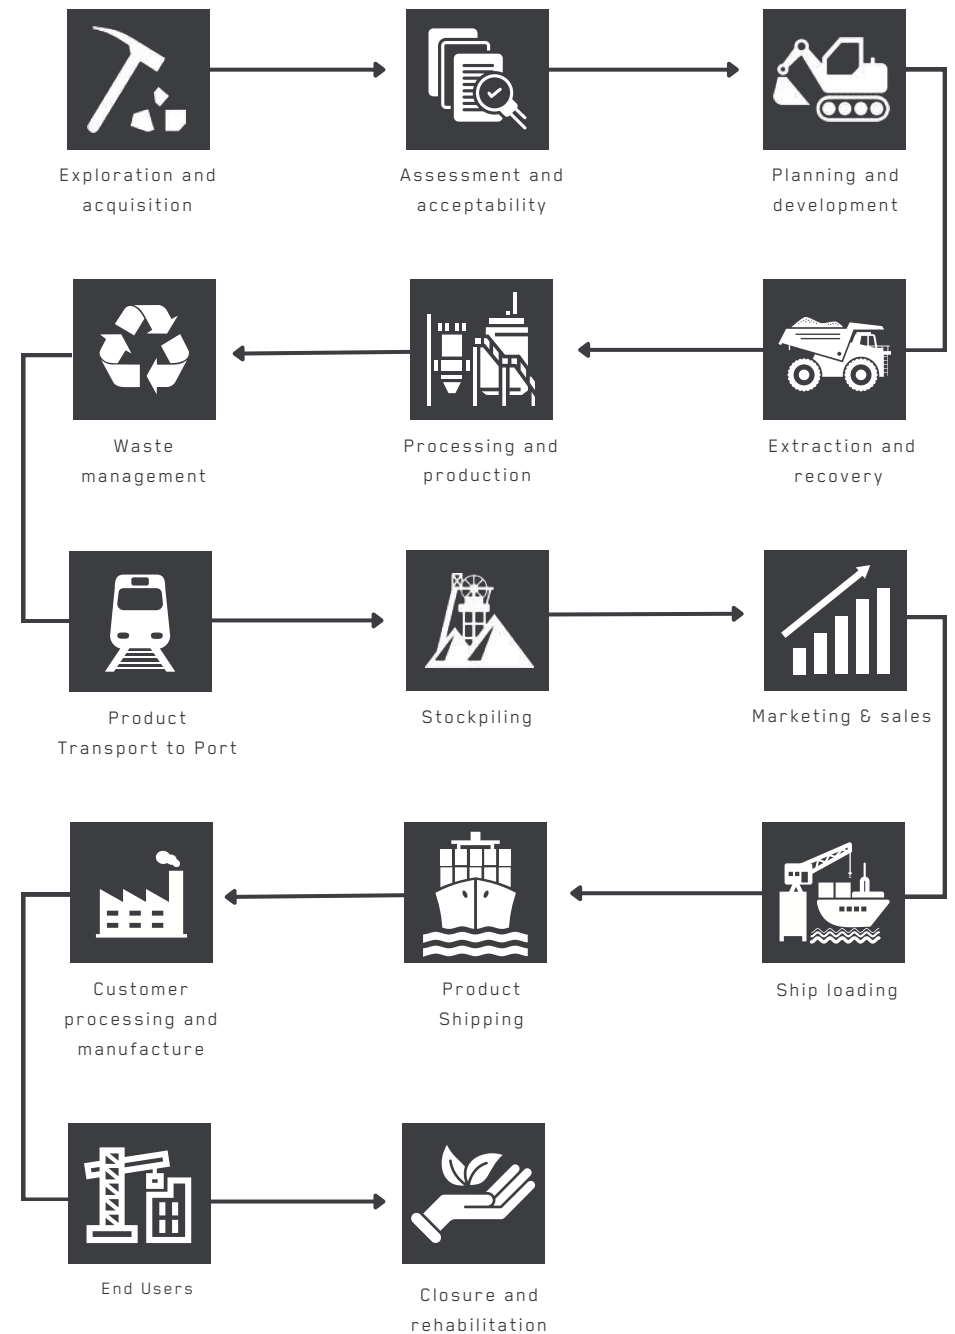 Exploration and
acquisition
Assessment and
acceptability
Planning and
development
Waste
management
Processing and
production
Extraction and
recovery
Product
Transport to Port
Stockpiling
Marketing & sales
Customer
processing and
manufacture
Product
Shipping
Ship loading
End Users
Closure and
rehabilitation